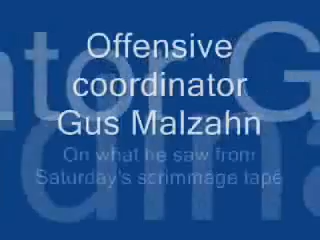 Offensive
coordinator
Gus Malzahn
On what he saw from
Saturday's scrimmage tape